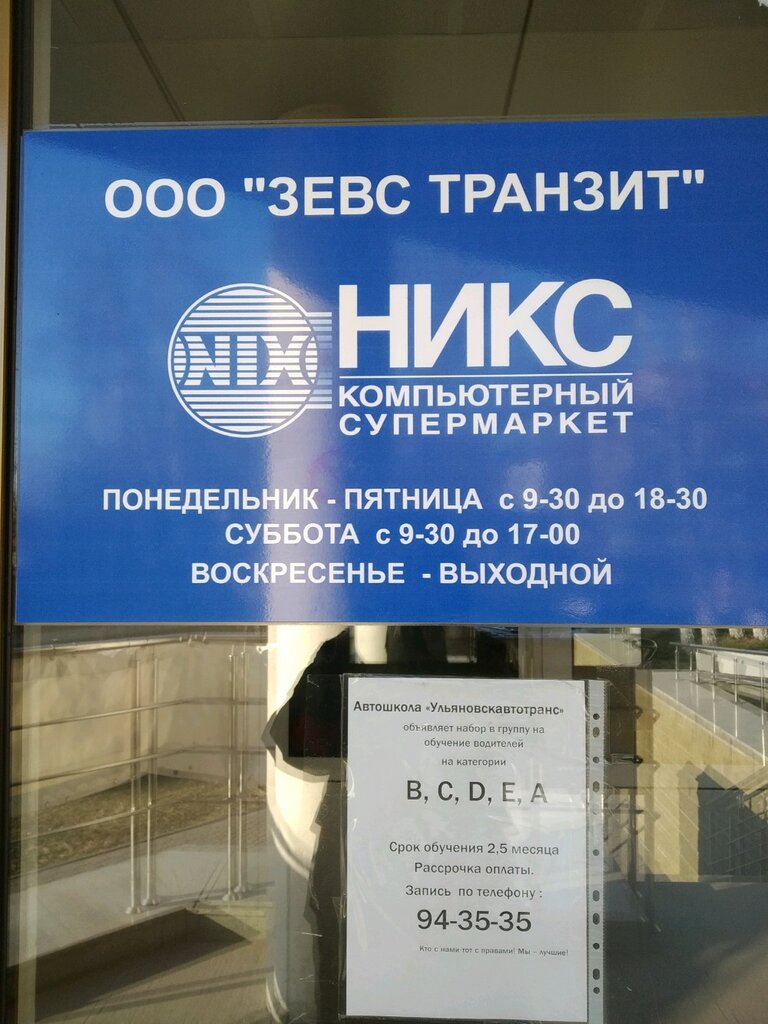 ООО "ЗЕВС ТРАНЗИТ"
NIX
НИКС
КОМПЬЮТЕРНЫЙ
СУПЕРМАРКЕТ
ПОНЕДЕЛЬНИК - ПЯТНИЦА с 9-30 до 18-30
СУББОТА с 9-30 до 17-00
ВОСКРЕСЕНЬЕ - ВЫХОДНОЙ
Автошкола «Ульяновскавтотранс»
объявляет набор в группу на
обучение водителей
на категории
B, C, D, E, A
Срок обучения 2,5 месяца
Рассрочка оплаты.
Запись по телефону :
94-35-35
Кто с нами-тот с правами! Мы – лучшие!